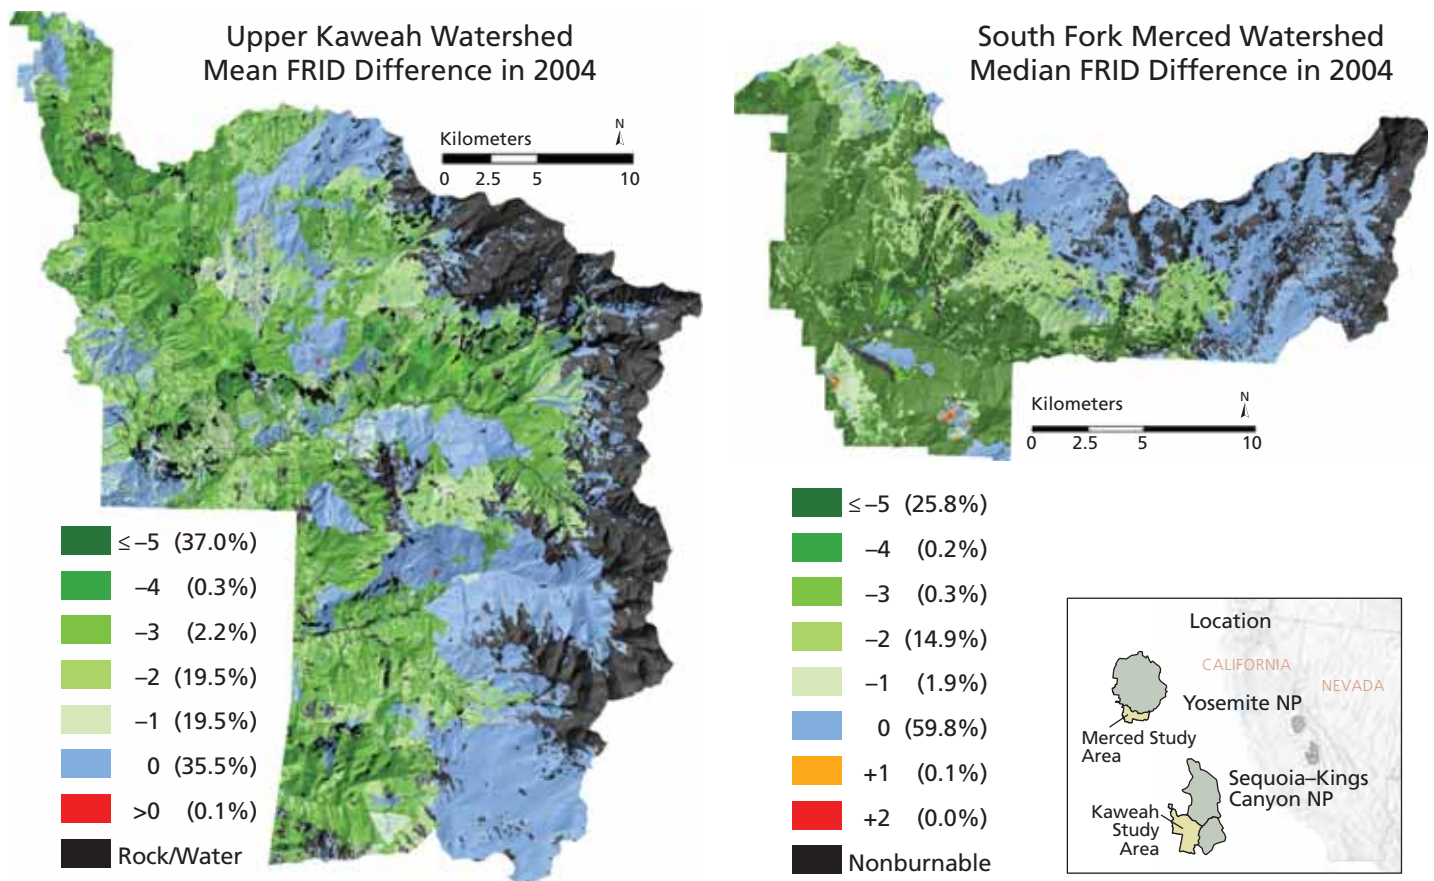 Upper Kaweah Watershed
Mean FRID Difference in 2004
Kilometers
N
0 2.5 5 10
≤ –5 (37.0%)
–4 (0.3%)
–3 (2.2%)
–2 (19.5%)
–1 (19.5%)
0 (35.5%)
>0 (0.1%)
Rock/Water
South Fork Merced Watershed
Median FRID Difference in 2004
Kilometers
N
0 2.5 5 10
≤ –5 (25.8%)
–4 (0.2%)
–3 (0.3%)
–2 (14.9%)
–1 (1.9%)
0 (59.8%)
+1 (0.1%)
+2 (0.0%)
Nonburnable
Location
CALIFORNIA
NEVADA
Yosemite NP
Merced Study
Area
Sequoia–Kings
Canyon NP
Kaweah
Study
Area